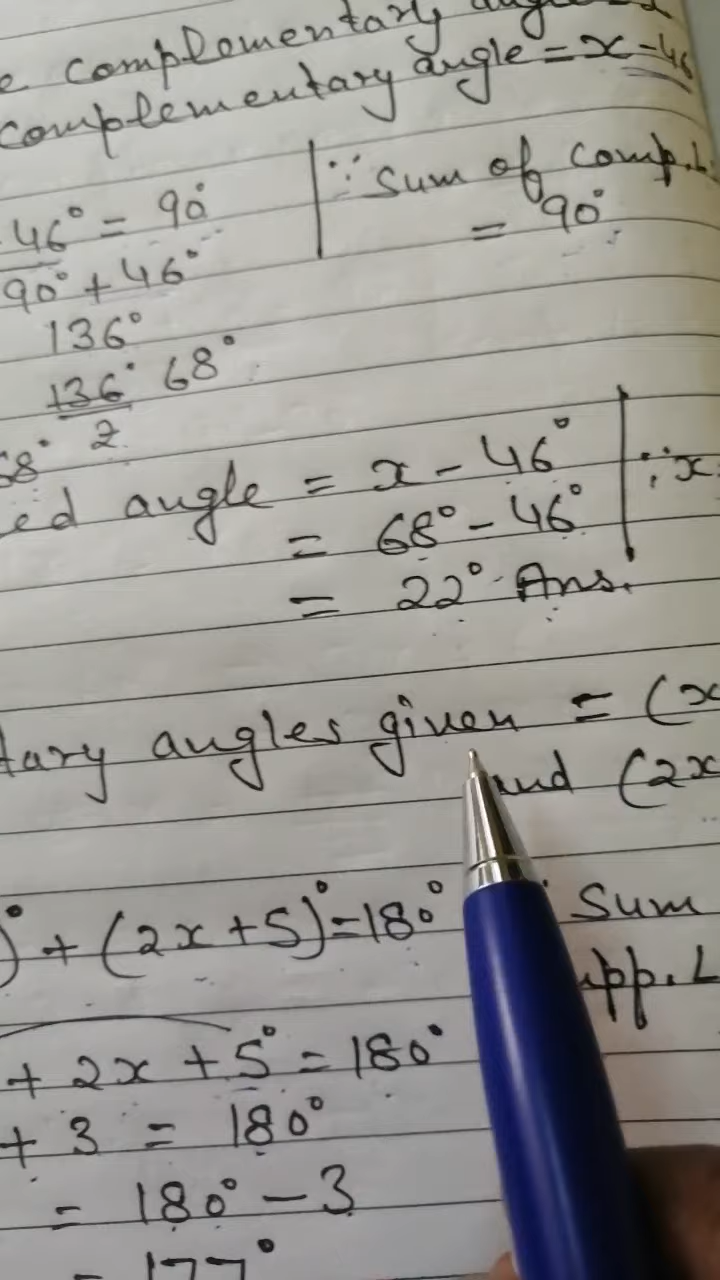 e complementary angle
complementary angle = x - 46
46° = 90° | ∵ Sum of comp. L
90° + 46° = 90°
136°
136° 68°
2
68°
ed angle = x - 46° | ∵ x
= 68° - 46°
= 22° Ans.
tary angles given = (x
and (2x
)° + (2x + 5)° = 180° Sum
pp. L
+ 2x + 5° = 180°
+ 3 = 180°
= 180° - 3
= 177°